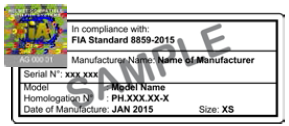 In compliance with:
FIA Standard 8859-2015
FIA
AG 000 01
Manufacturer Name: Name of Manufacturer
Serial N°: xxx xxx
Model : Model Name
Homologation N° : PH.XXX.XX-X
Date of Manufacture: JAN 2015 Size: XS
SAMPLE